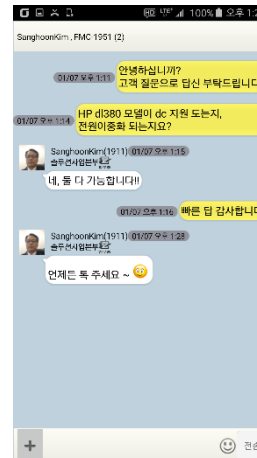 100% 오후 1:2
SanghoonKim , FMC-1951 (2)
안녕하십니까?
01/07 오후 1:11
고객 질문으로 답신 부탁드립니다
HP dl380 모델이 dc 지원 되는지,
01/07 오후 1:14
전원이중화 되는지요?
SanghoonKim(1911) 01/07 오후 1:15
솔루션사업본부
네, 둘 다 가능합니다!!
01/07 오후 1:16 빠른 답 감사합니다
SanghoonKim(1911) 01/07 오후 1:28
솔루션사업본부
언제든 톡 주세요 ~
+
전송